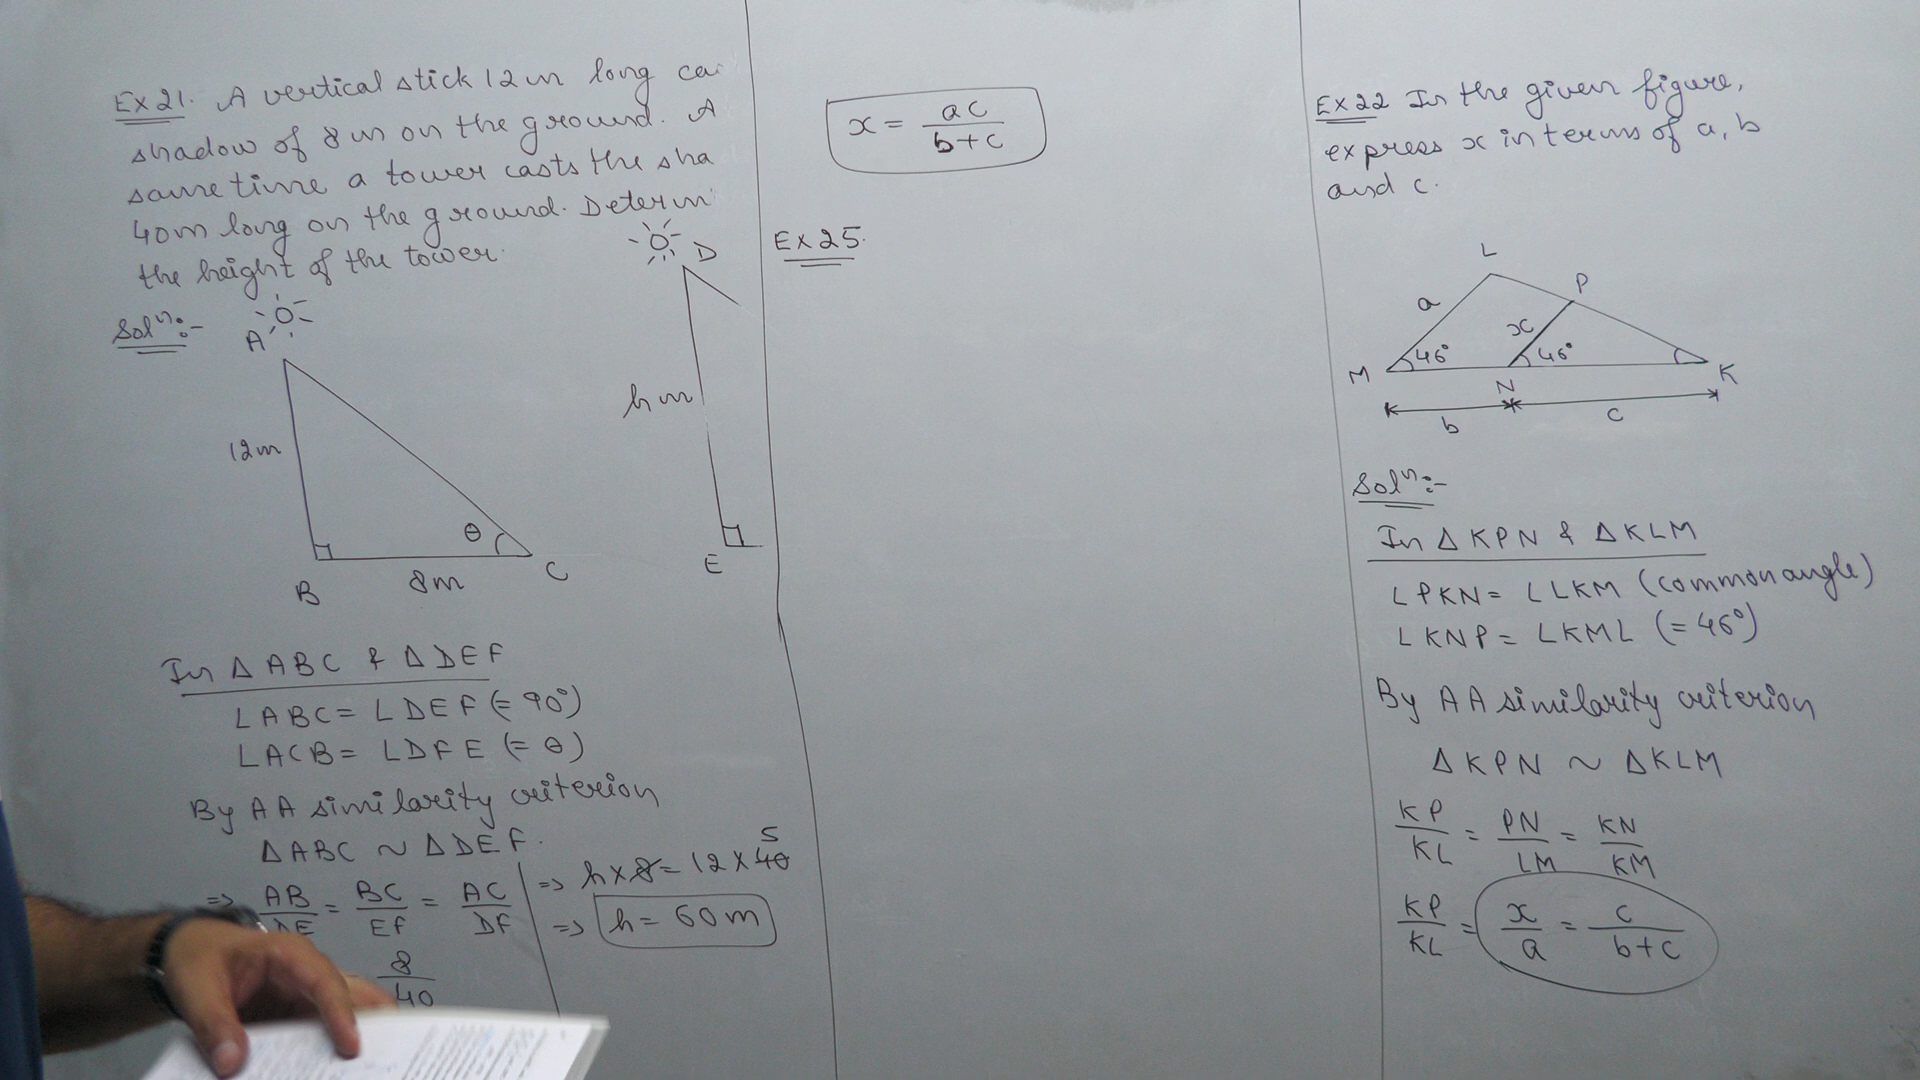 Ex 21. A vertical stick 12 m long ca
shadow of 8 m on the ground. A
same time a tower casts the sha
40m long on the ground. Determ
the height of the tower.
Solⁿ:-
A
D
12m
h m
θ
B
8m
C
E
In Δ ABC & Δ DEF
∠ABC = ∠DEF (= 90°)
∠ACB = ∠DFE (= θ)
By AA similarity criterion
ΔABC ~ ΔDEF.
=> AB/DE = BC/EF = AC/DF
8/40
=> h × 8 = 12 × 40
5
=> h = 60 m
x = ac/b+c
Ex 25.
Ex 22 In the given figure,
express x in terms of a, b
and c.
L
P
a
x
46°
46°
M
N
K
b
c
Solⁿ:-
In Δ KPN & Δ KLM
∠PKN = ∠LKM (common angle)
∠KNP = ∠KML (= 46°)
By AA similarity criterion
Δ KPN ~ Δ KLM
KP/KL = PN/LM = KN/KM
KP/KL = x/a = c/b+c